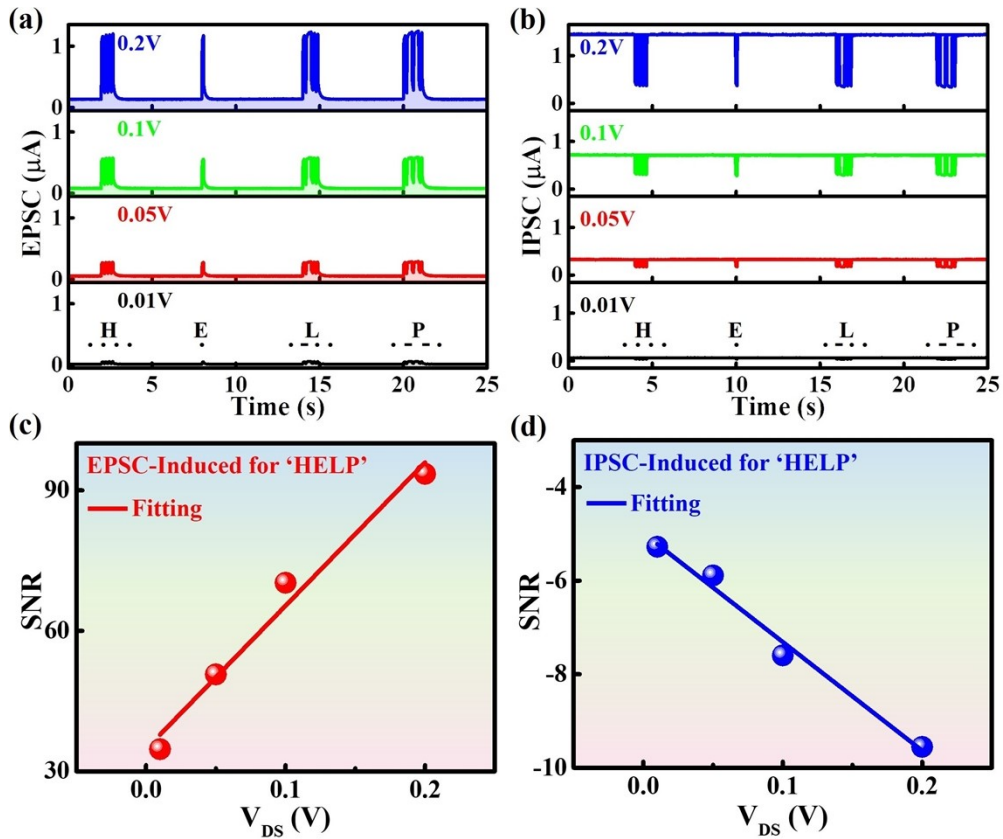 (a)
0.2V
0.1V
0.05V
0.01V
H E L P
.... . .-.. .--.
EPSC (μA)
1
0
1
0
1
0
1
0
0 5 10 15 20 25
Time (s)
(b)
0.2V
0.1V
0.05V
0.01V
H E L P
.... . .-.. .--.
IPSC (μA)
1
0
1
0
1
0
1
0
0 5 10 15 20 25
Time (s)
(c)
EPSC-Induced for ‘HELP’
Fitting
SNR
90
60
30
0.0 0.1 0.2
V_DS (V)
(d)
IPSC-Induced for ‘HELP’
Fitting
SNR
-4
-6
-8
-10
0.0 0.1 0.2
V_DS (V)